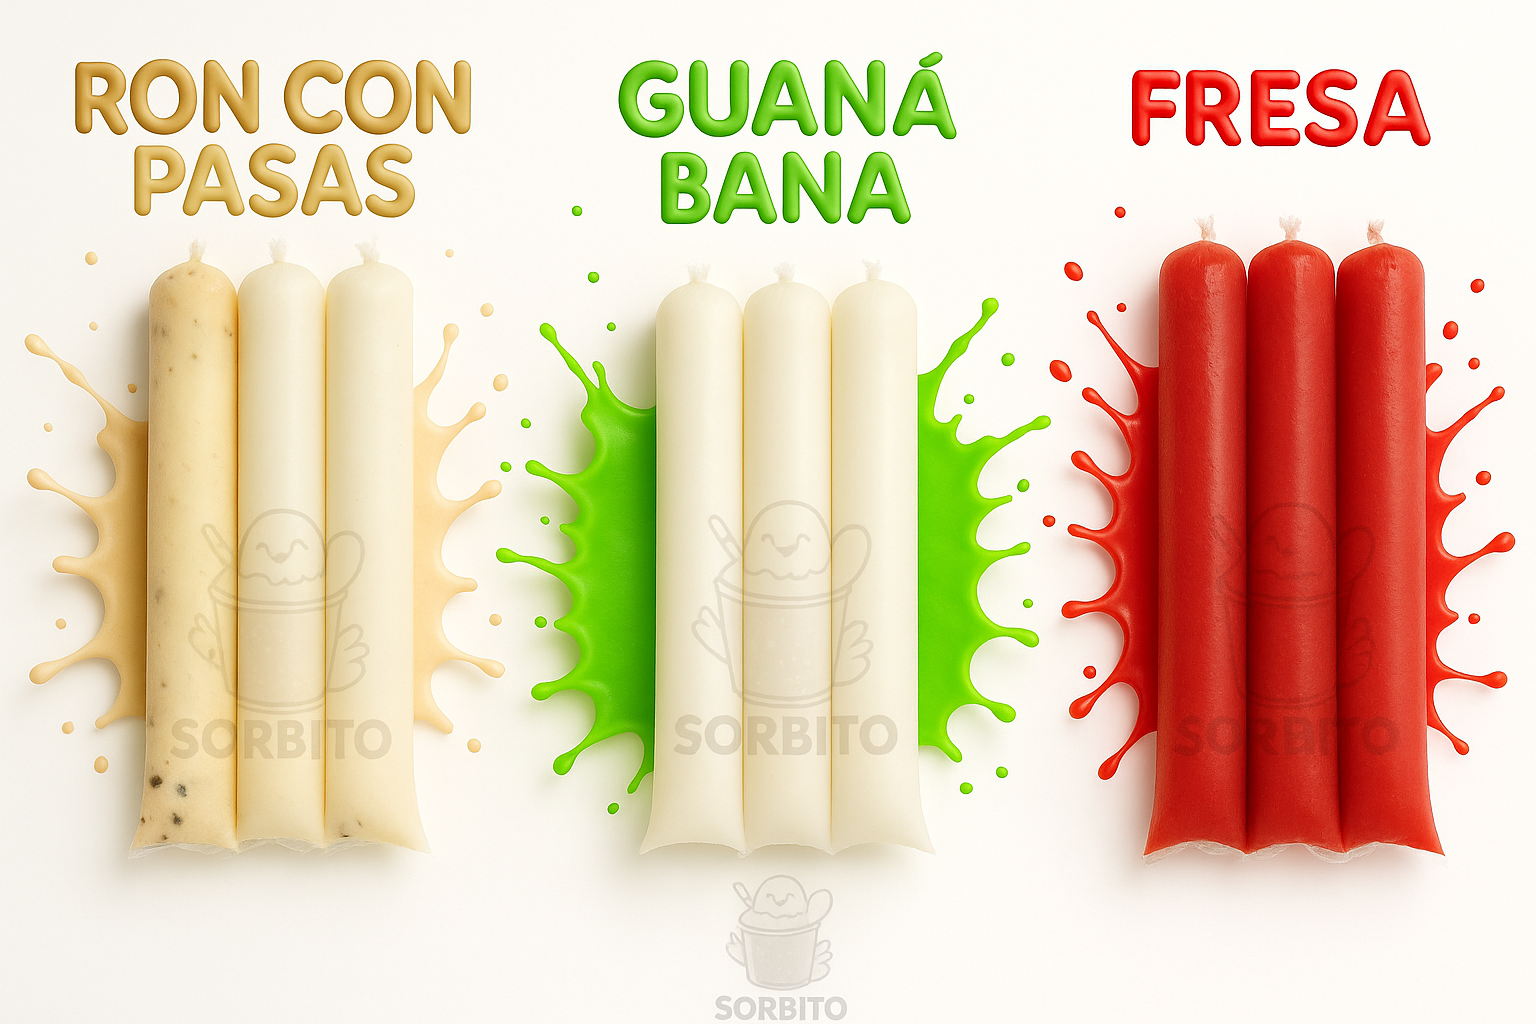 RON CON
PASAS
GUANÁ
BANA
FRESA
SORBITO
SORBITO
SORBITO
SORBITO